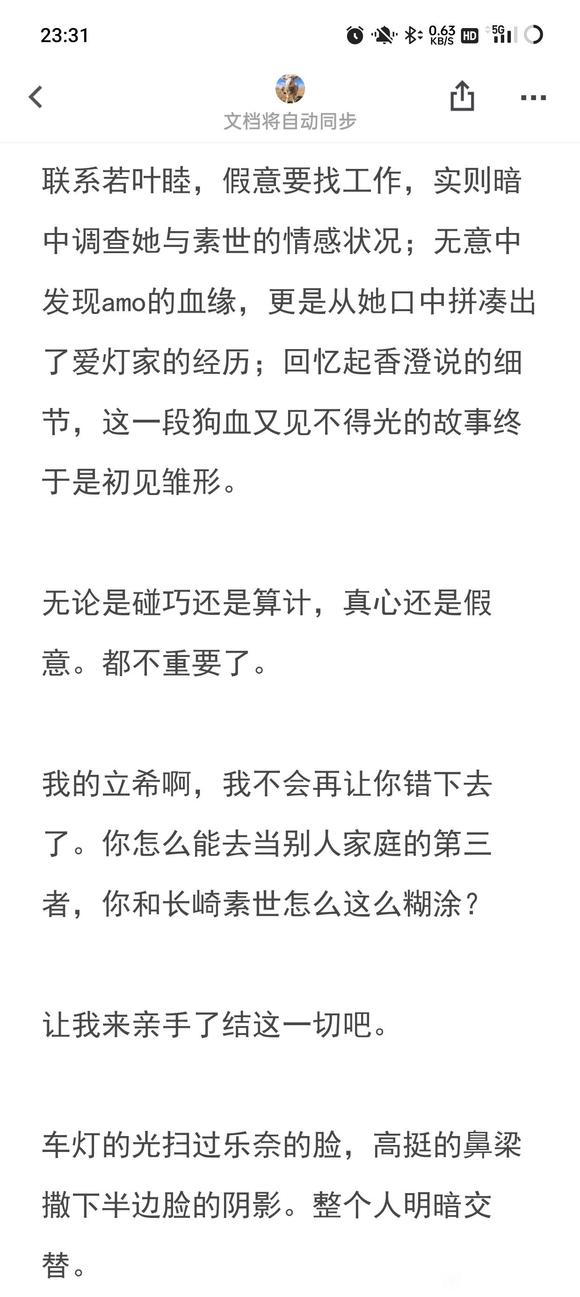 23:31
0.63
KB/S
HD
5G
文档将自动同步
联系若叶睦，假意要找工作，实则暗
中调查她与素世的情感状况；无意中
发现amo的血缘，更是从她口中拼凑出
了爱灯家的经历；回忆起香澄说的细
节，这一段狗血又见不得光的故事终
于是初见雏形。
无论是碰巧还是算计，真心还是假
意。都不重要了。
我的立希啊，我不会再让你错下去
了。你怎么能去当别人家庭的第三
者，你和长崎素世怎么这么糊涂？
让我来亲手了结这一切吧。
车灯的光扫过乐奈的脸，高挺的鼻梁
撒下半边脸的阴影。整个人明暗交
替。